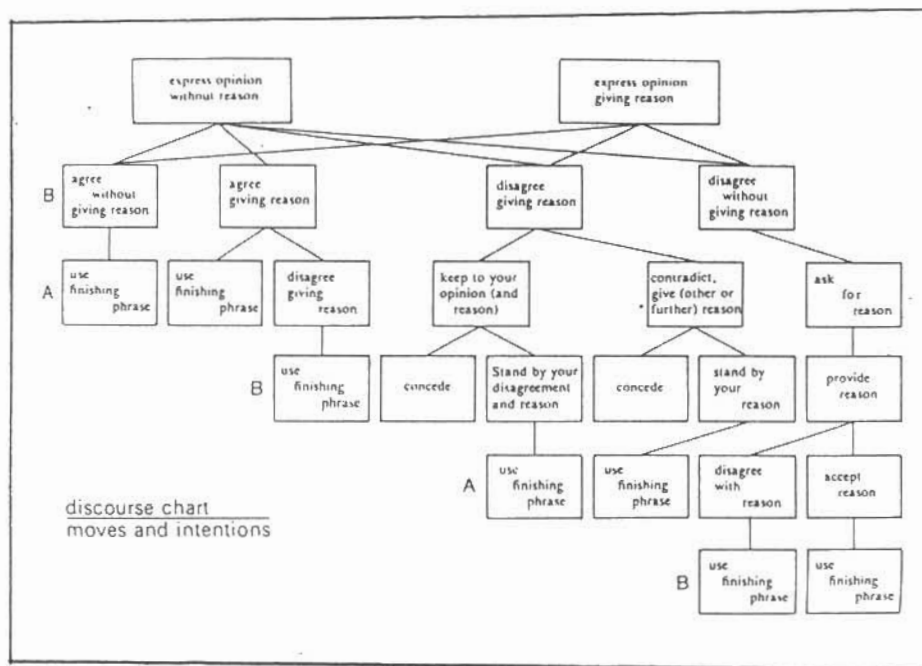 express opinion
without reason
express opinion
giving reason
B
agree
without
giving reason
agree
giving reason
disagree
giving reason
disagree
without
giving reason
A
use
finishing
phrase
use
finishing
phrase
disagree
giving
reason
keep to your
opinion (and
reason)
contradict,
give (other or
further) reason
ask
for
reason
B
use
finishing
phrase
concede
Stand by your
disagreement
and reason
concede
stand by
your
reason
provide
reason
A
use
finishing
phrase
use
finishing
phrase
disagree
with
reason
accept
reason
discourse chart
moves and intentions
B
use
finishing
phrase
use
finishing
phrase